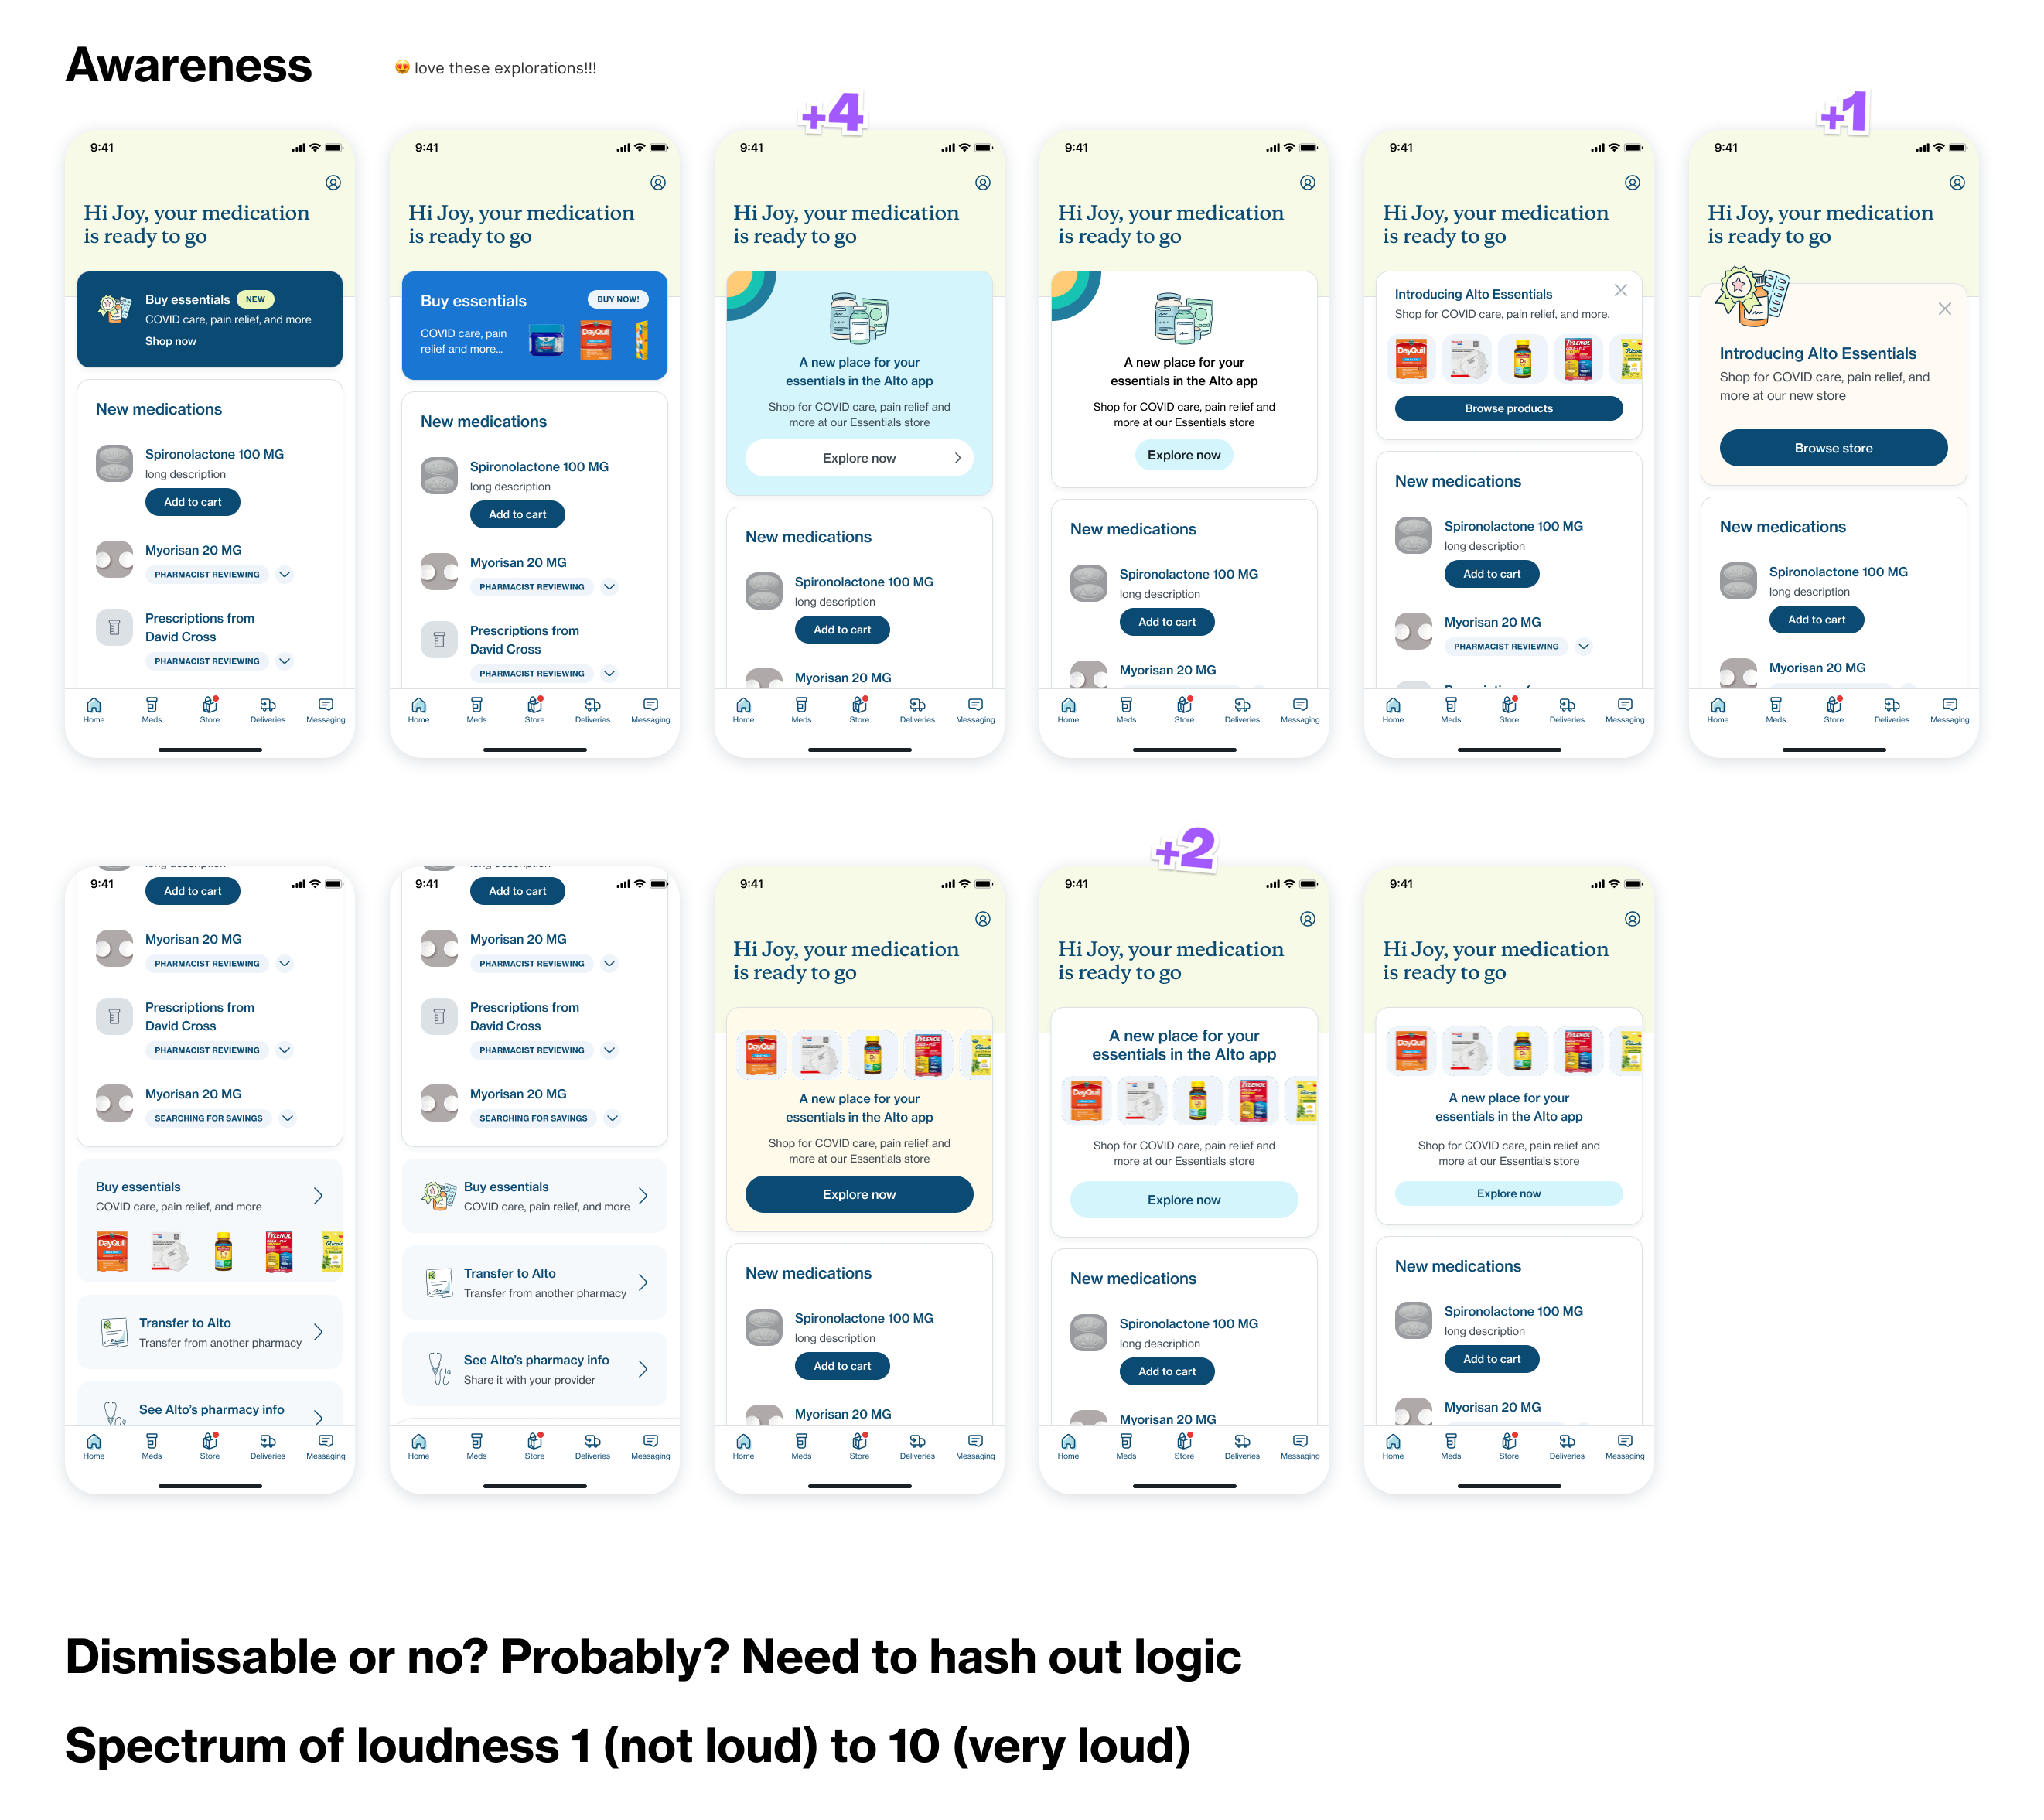 Awareness
😍 love these explorations!!!
+4
+1
9:41
Hi Joy, your medication
is ready to go
Buy essentials NEW
COVID care, pain relief, and more
Shop now
New medications
Spironolactone 100 MG
long description
Add to cart
Myorisan 20 MG
PHARMACIST REVIEWING
Prescriptions from
David Cross
PHARMACIST REVIEWING
Home Meds Store Deliveries Messaging
9:41
Hi Joy, your medication
is ready to go
Buy essentials BUY NOW!
COVID care, pain
relief and more...
DayQuil
New medications
Spironolactone 100 MG
long description
Add to cart
Myorisan 20 MG
PHARMACIST REVIEWING
Prescriptions from
David Cross
PHARMACIST REVIEWING
Home Meds Store Deliveries Messaging
9:41
Hi Joy, your medication
is ready to go
A new place for your
essentials in the Alto app
Shop for COVID care, pain relief and
more at our Essentials store
Explore now
New medications
Spironolactone 100 MG
long description
Add to cart
Myorisan 20 MG
Home Meds Store Deliveries Messaging
9:41
Hi Joy, your medication
is ready to go
A new place for your
essentials in the Alto app
Shop for COVID care, pain relief and
more at our Essentials store
Explore now
New medications
Spironolactone 100 MG
long description
Add to cart
Myorisan 20 MG
Home Meds Store Deliveries Messaging
9:41
Hi Joy, your medication
is ready to go
Introducing Alto Essentials
Shop for COVID care, pain relief, and more.
DayQuil TYLENOL
Browse products
New medications
Spironolactone 100 MG
long description
Add to cart
Myorisan 20 MG
PHARMACIST REVIEWING
Prescriptions from
Home Meds Store Deliveries Messaging
9:41
Hi Joy, your medication
is ready to go
Introducing Alto Essentials
Shop for COVID care, pain relief, and
more at our new store
Browse store
New medications
Spironolactone 100 MG
long description
Add to cart
Myorisan 20 MG
Home Meds Store Deliveries Messaging
+2
9:41
Add to cart
Myorisan 20 MG
PHARMACIST REVIEWING
Prescriptions from
David Cross
PHARMACIST REVIEWING
Myorisan 20 MG
SEARCHING FOR SAVINGS
Buy essentials
COVID care, pain relief, and more
DayQuil TYLENOL
Transfer to Alto
Transfer from another pharmacy
See Alto's pharmacy info
Home Meds Store Deliveries Messaging
9:41
Add to cart
Myorisan 20 MG
PHARMACIST REVIEWING
Prescriptions from
David Cross
PHARMACIST REVIEWING
Myorisan 20 MG
SEARCHING FOR SAVINGS
Buy essentials
COVID care, pain relief, and more
Transfer to Alto
Transfer from another pharmacy
See Alto's pharmacy info
Share it with your provider
Home Meds Store Deliveries Messaging
9:41
Hi Joy, your medication
is ready to go
DayQuil TYLENOL
A new place for your
essentials in the Alto app
Shop for COVID care, pain relief and
more at our Essentials store
Explore now
New medications
Spironolactone 100 MG
long description
Add to cart
Myorisan 20 MG
Home Meds Store Deliveries Messaging
9:41
Hi Joy, your medication
is ready to go
A new place for your
essentials in the Alto app
DayQuil TYLENOL
Shop for COVID care, pain relief and
more at our Essentials store
Explore now
New medications
Spironolactone 100 MG
long description
Add to cart
Myorisan 20 MG
Home Meds Store Deliveries Messaging
9:41
Hi Joy, your medication
is ready to go
DayQuil TYLENOL
A new place for your
essentials in the Alto app
Shop for COVID care, pain relief and
more at our Essentials store
Explore now
New medications
Spironolactone 100 MG
long description
Add to cart
Myorisan 20 MG
Home Meds Store Deliveries Messaging
Dismissable or no? Probably? Need to hash out logic
Spectrum of loudness 1 (not loud) to 10 (very loud)